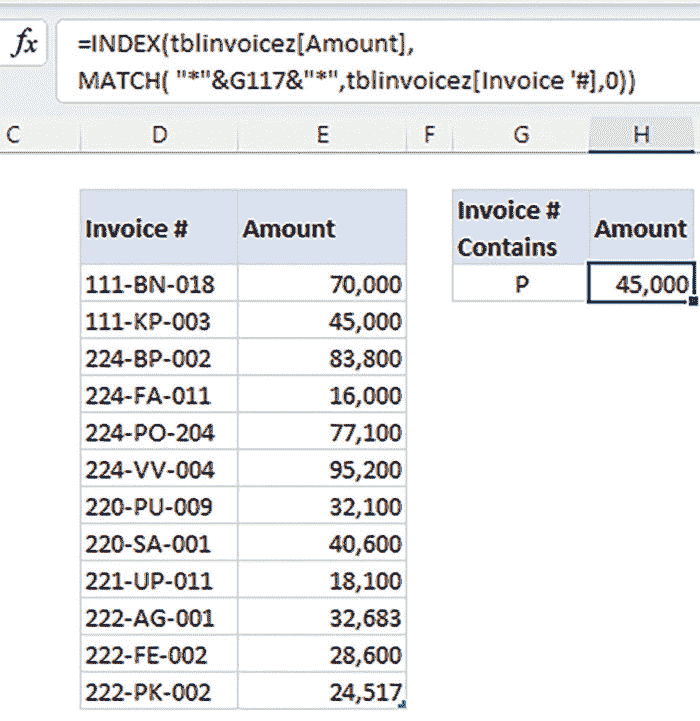 fx
=INDEX(tblinvoicez[Amount],
MATCH( "*"&G117&"*",tblinvoicez[Invoice '#],0))
C D E F G H
Invoice # Amount
111-BN-018 70,000
111-KP-003 45,000
224-BP-002 83,800
224-FA-011 16,000
224-PO-204 77,100
224-VV-004 95,200
220-PU-009 32,100
220-SA-001 40,600
221-UP-011 18,100
222-AG-001 32,683
222-FE-002 28,600
222-PK-002 24,517
Invoice #
Contains
Amount
P 45,000